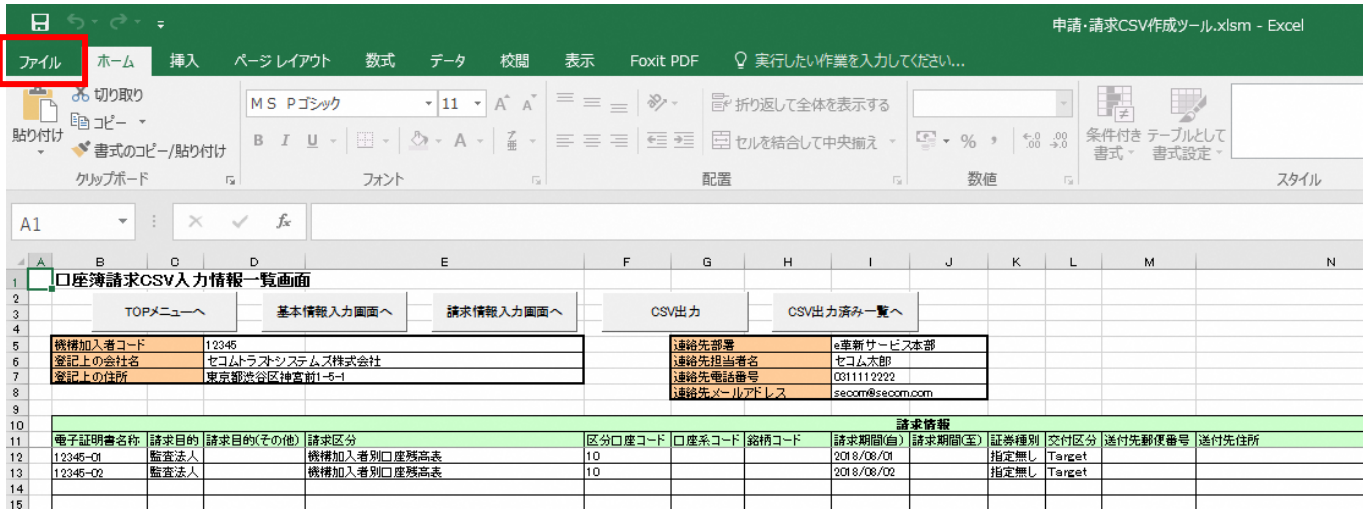 申請・請求CSV作成ツール.xlsm - Excel
ファイル ホーム 挿入 ページ レイアウト 数式 データ 校閲 表示 Foxit PDF 実行したい作業を入力してください...
切り取り
コピー
書式のコピー/貼り付け
貼り付け
クリップボード
MS Pゴシック 11 A A
B I U A 亜
フォント
折り返して全体を表示する
セルを結合して中央揃え
配置
% , .0 .00 .00 .0
数値
条件付き書式
テーブルとして書式設定
スタイル
A1 fx
A B C D E F G H I J K L M N
1 口座簿請求CSV入力情報一覧画面
2
3 TOPメニューへ 基本情報入力画面へ 請求情報入力画面へ CSV出力 CSV出力済み一覧へ
4
5 機構加入者コード 12345 連絡先部署 e革新サービス本部
6 登記上の会社名 セコムトラストシステムズ株式会社 連絡先担当者名 セコム太郎
7 登記上の住所 東京都渋谷区神宮前1-5-1 連絡先電話番号 0311112222
8 連絡先メールアドレス secom@secom.com
9
10 請求情報
11 電子証明書名称 請求目的 請求目的(その他) 請求区分 区分口座コード 口座系コード 銘柄コード 請求期間(自) 請求期間(至) 証券種別 交付区分 送付先郵便番号 送付先住所
12 12345-01 監査法人 機構加入者別口座残高表 10 2018/08/01 指定無し Target
13 12345-02 監査法人 機構加入者別口座残高表 10 2018/08/02 指定無し Target
14
15